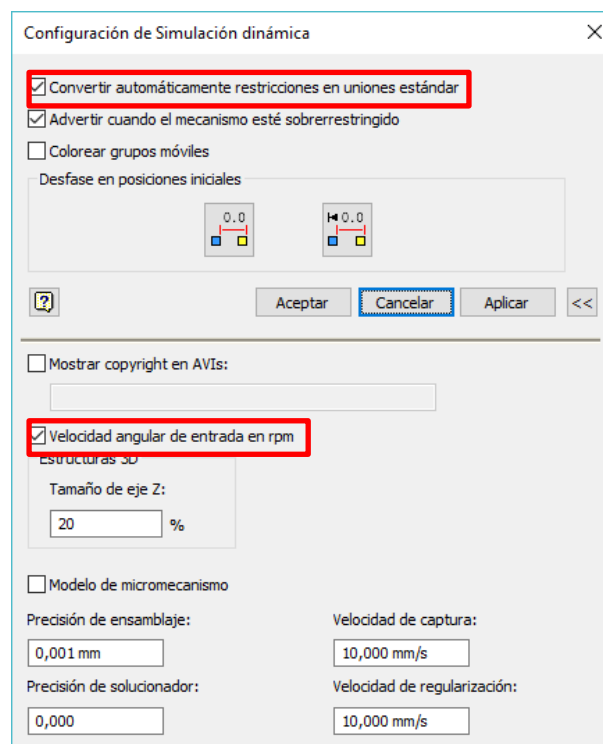 Configuración de Simulación dinámica
Convertir automáticamente restricciones en uniones estándar
Advertir cuando el mecanismo esté sobrerrestringido
Colorear grupos móviles
Desfase en posiciones iniciales
0.0 0.0
Aceptar Cancelar Aplicar <<
Mostrar copyright en AVIs:
Velocidad angular de entrada en rpm
Estructuras 3D
Tamaño de eje Z:
20 %
Modelo de micromecanismo
Precisión de ensamblaje: Velocidad de captura:
0,001 mm 10,000 mm/s
Precisión de solucionador: Velocidad de regularización:
0,000 10,000 mm/s